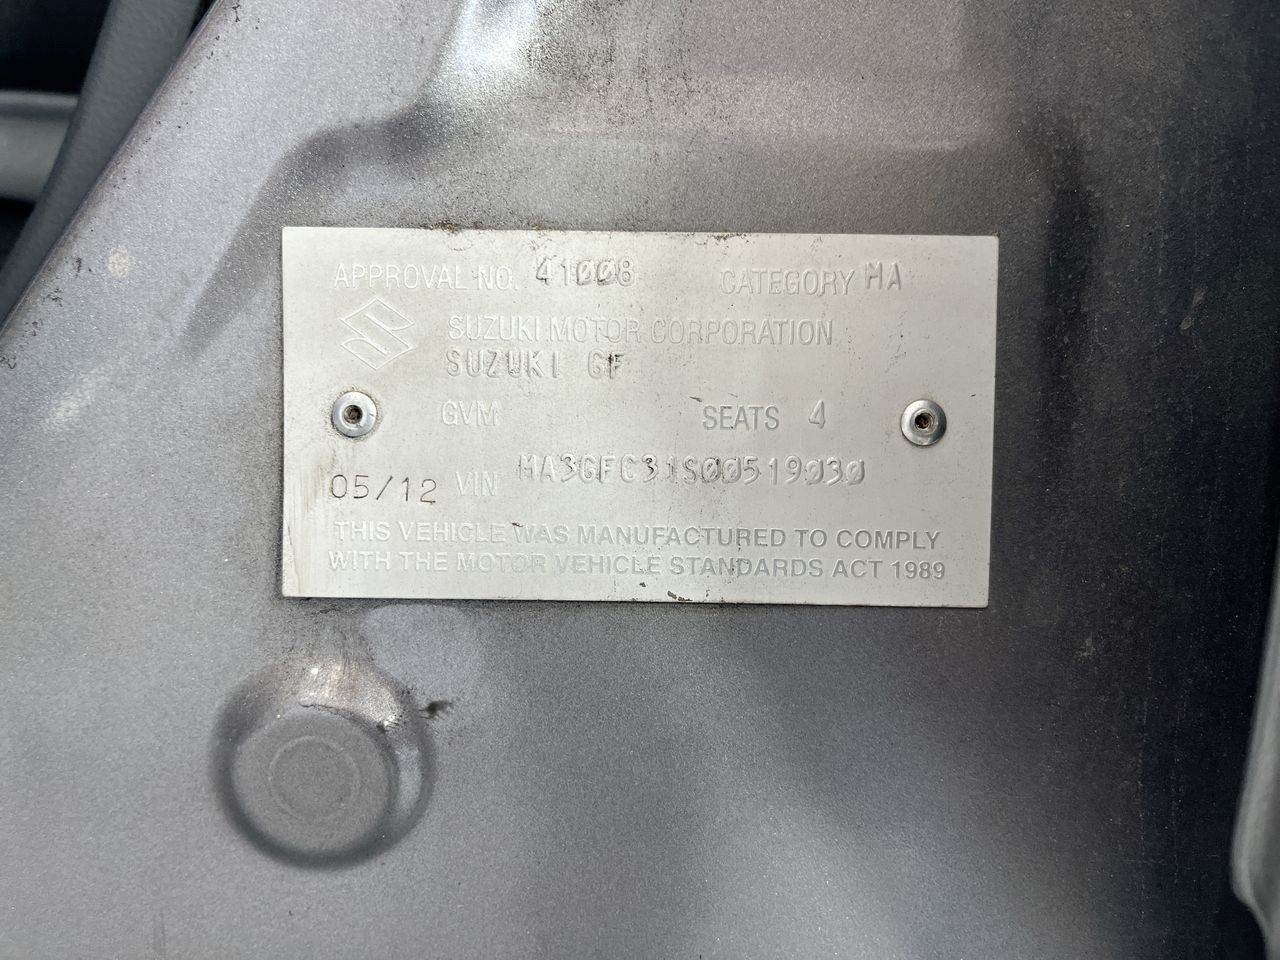 APPROVAL NO. 41008 CATEGORY MA
SUZUKI MOTOR CORPORATION
SUZUKI GF
GVM SEATS 4
05/12 VIN MA3GFC31S00519030
THIS VEHICLE WAS MANUFACTURED TO COMPLY
WITH THE MOTOR VEHICLE STANDARDS ACT 1989